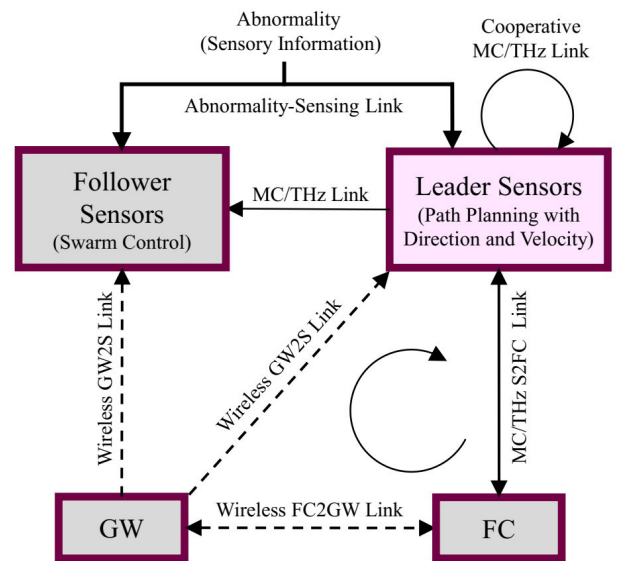 Abnormality
(Sensory Information)
Cooperative
MC/THz Link
Abnormality-Sensing Link
Follower
Sensors
(Swarm Control)
MC/THz Link
Leader Sensors
(Path Planning with
Direction and Velocity)
Wireless GW2S Link
Wireless GW2S Link
MC/THz S2FC Link
Wireless FC2GW Link
GW
FC